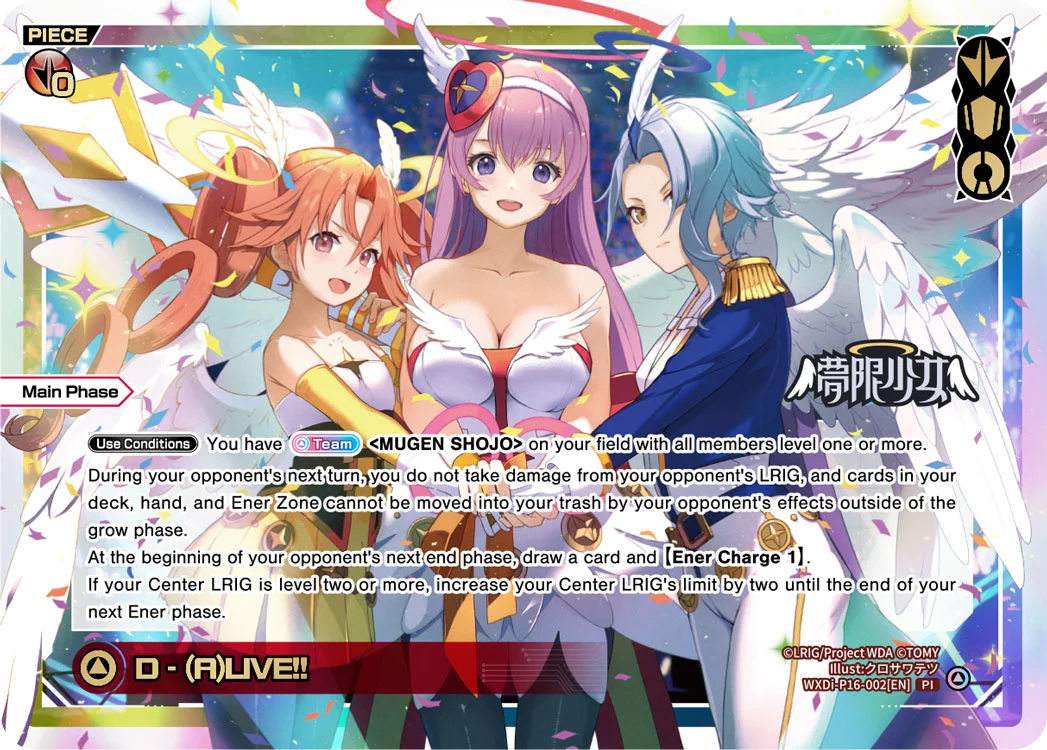 PIECE
0
Main Phase
夢限少女
Use Conditions You have Team <MUGEN SHOJO> on your field with all members level one or more.
During your opponent's next turn, you do not take damage from your opponent's LRIG, and cards in your
deck, hand, and Ener Zone cannot be moved into your trash by your opponent's effects outside of the
grow phase.
At the beginning of your opponent's next end phase, draw a card and 【Ener Charge 1】.
If your Center LRIG is level two or more, increase your Center LRIG's limit by two until the end of your
next Ener phase.
D - (A)LIVE!!
©LRIG/Project WDA ©TOMY
Illust:クロサワテツ
WXDi-P16-002[EN] PI